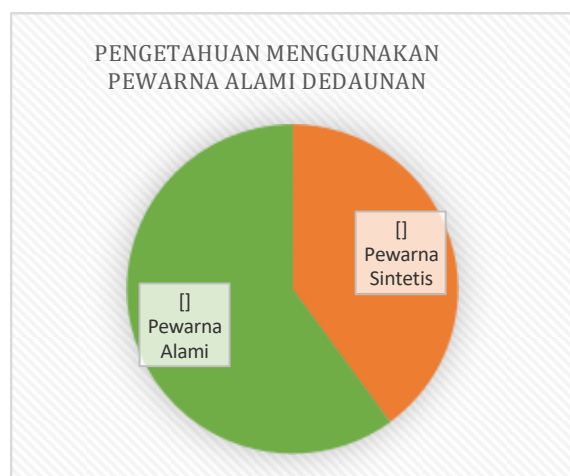 PENGETAHUAN MENGGUNAKAN
PEWARNA ALAMI DEDAUNAN
[]
Pewarna
Sintetis
[]
Pewarna
Alami